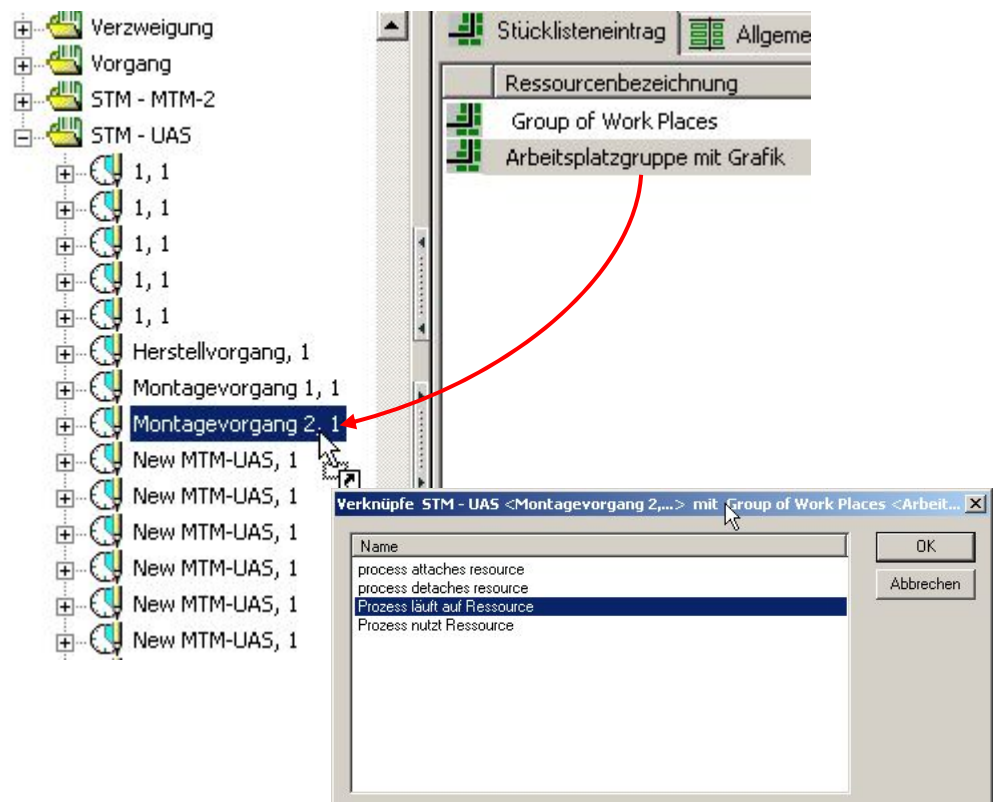 Verzweigung
Vorgang
STM - MTM-2
STM - UAS
1, 1
1, 1
1, 1
1, 1
1, 1
Herstellvorgang, 1
Montagevorgang 1, 1
Montagevorgang 2, 1
New MTM-UAS, 1
New MTM-UAS, 1
New MTM-UAS, 1
New MTM-UAS, 1
New MTM-UAS, 1
New MTM-UAS, 1
Stücklisteneintrag Allgeme
Ressourcenbezeichnung
Group of Work Places
Arbeitsplatzgruppe mit Grafik
Verknüpfe STM - UAS <Montagevorgang 2,...> mit Group of Work Places <Arbeit...
Name
process attaches resource
process detaches resource
Prozess läuft auf Ressource
Prozess nutzt Ressource
OK
Abbrechen